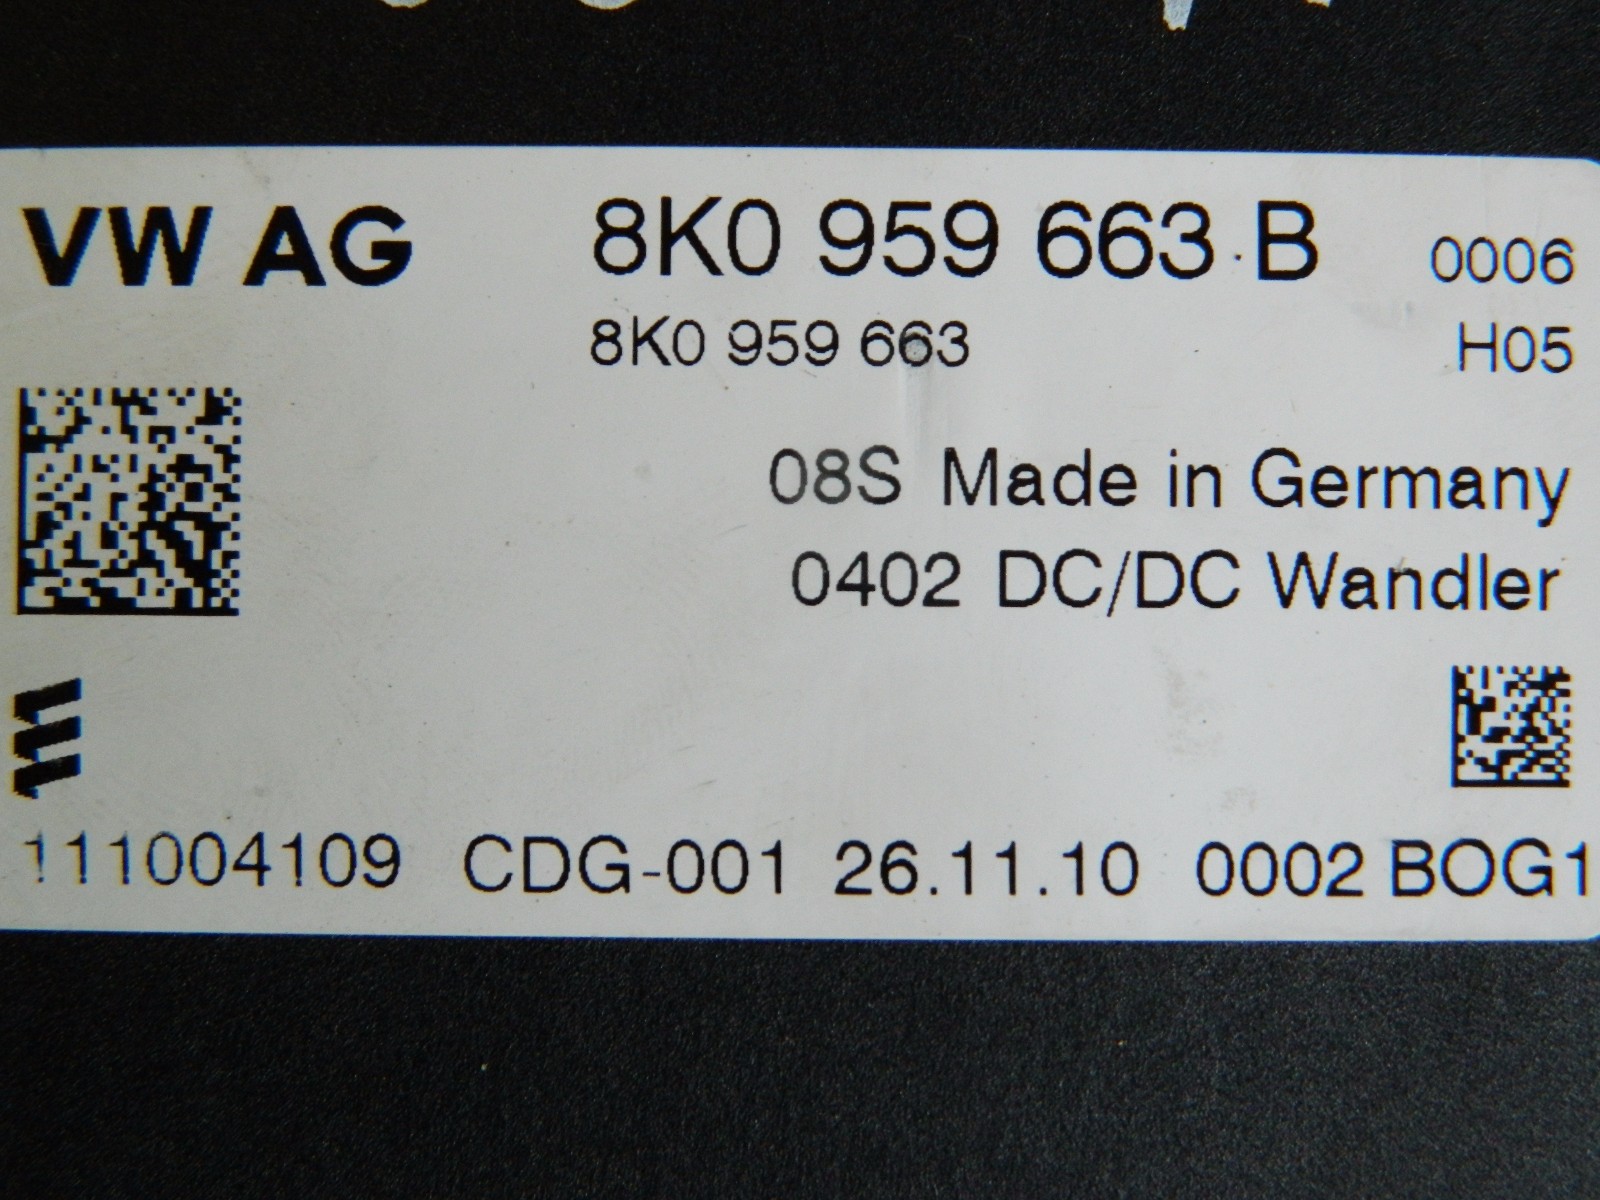 VW AG 8K0 959 663 B 0006
8K0 959 663 H05
08S Made in Germany
0402 DC/DC Wandler
111004109 CDG-001 26.11.10 0002 BOG1